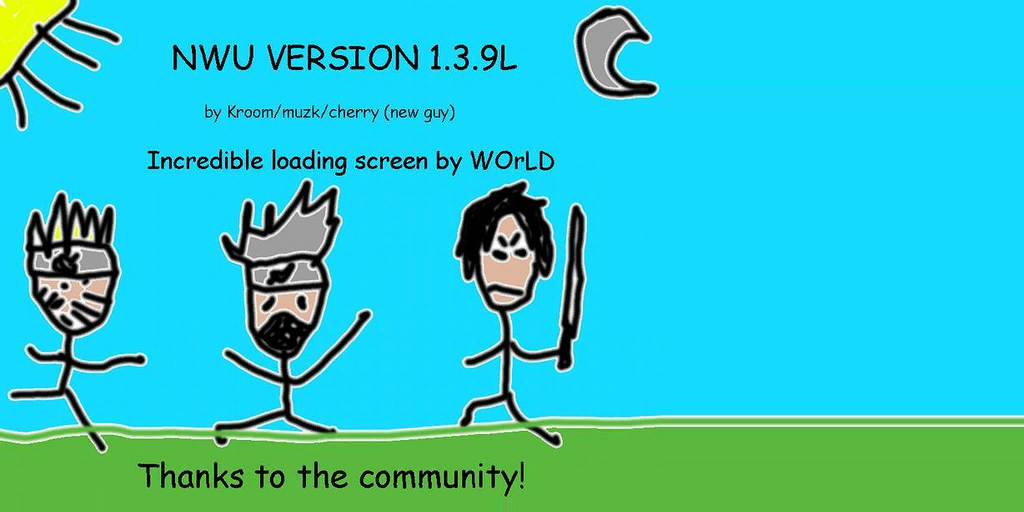 NWU VERSION 1.3.9L
by Kroom/muzk/cherry (new guy)
Incredible loading screen by WOrLD
Thanks to the community!